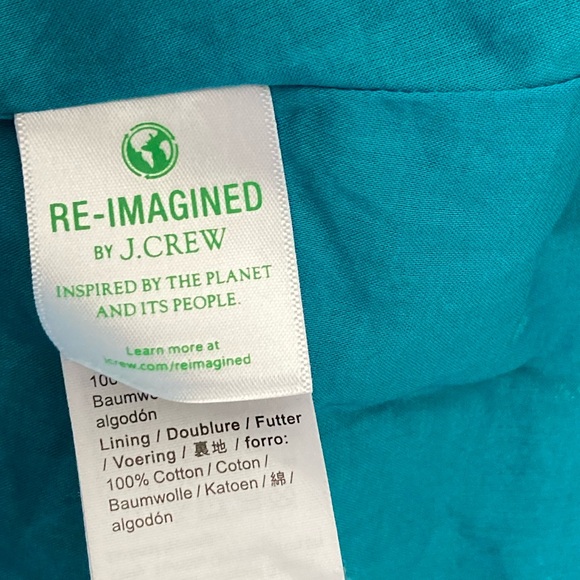 RE-IMAGINED
BY J.CREW
INSPIRED BY THE PLANET
AND ITS PEOPLE.
Learn more at
jcrew.com/reimagined
algodón
Lining / Doublure / Futter
/ Voering / 裏地 / forro:
100% Cotton / Coton /
Baumwolle / Katoen / 綿 /
algodón